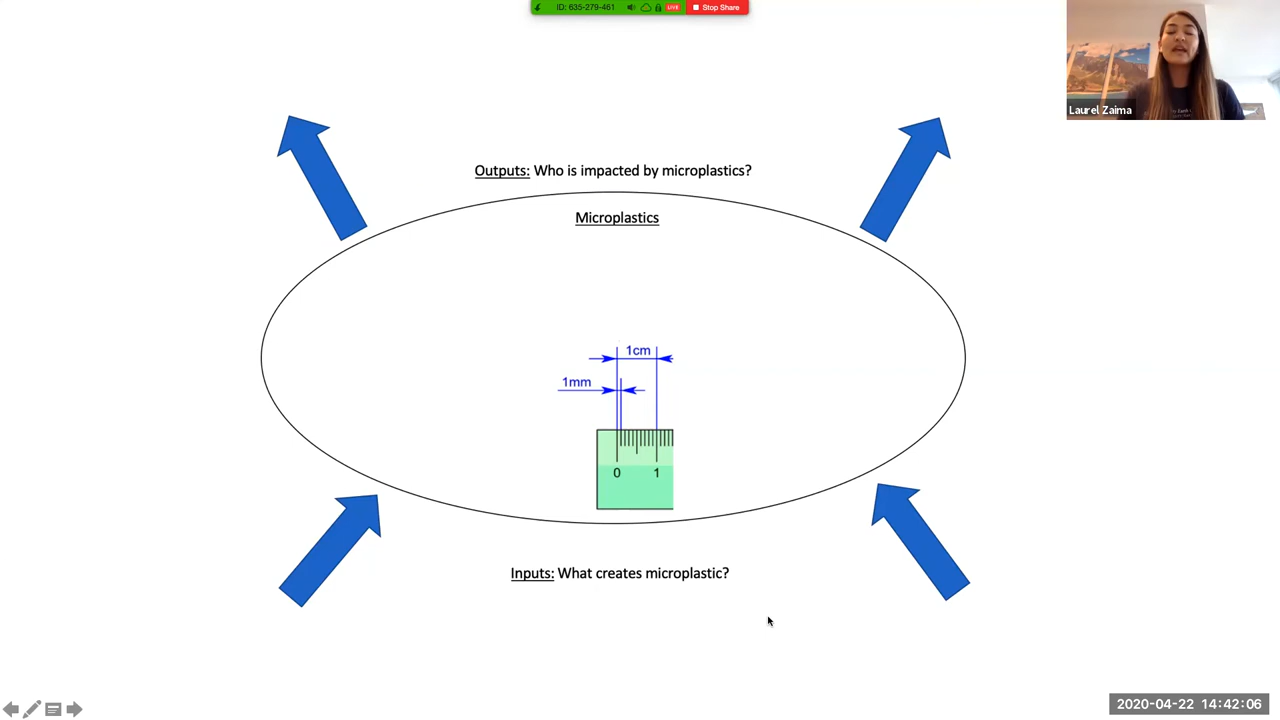 ID: 635-279-461
LIVE
Stop Share
Laurel Zaima
Outputs: Who is impacted by microplastics?
Microplastics
1cm
1mm
0 1
Inputs: What creates microplastic?
2020-04-22 14:42:06